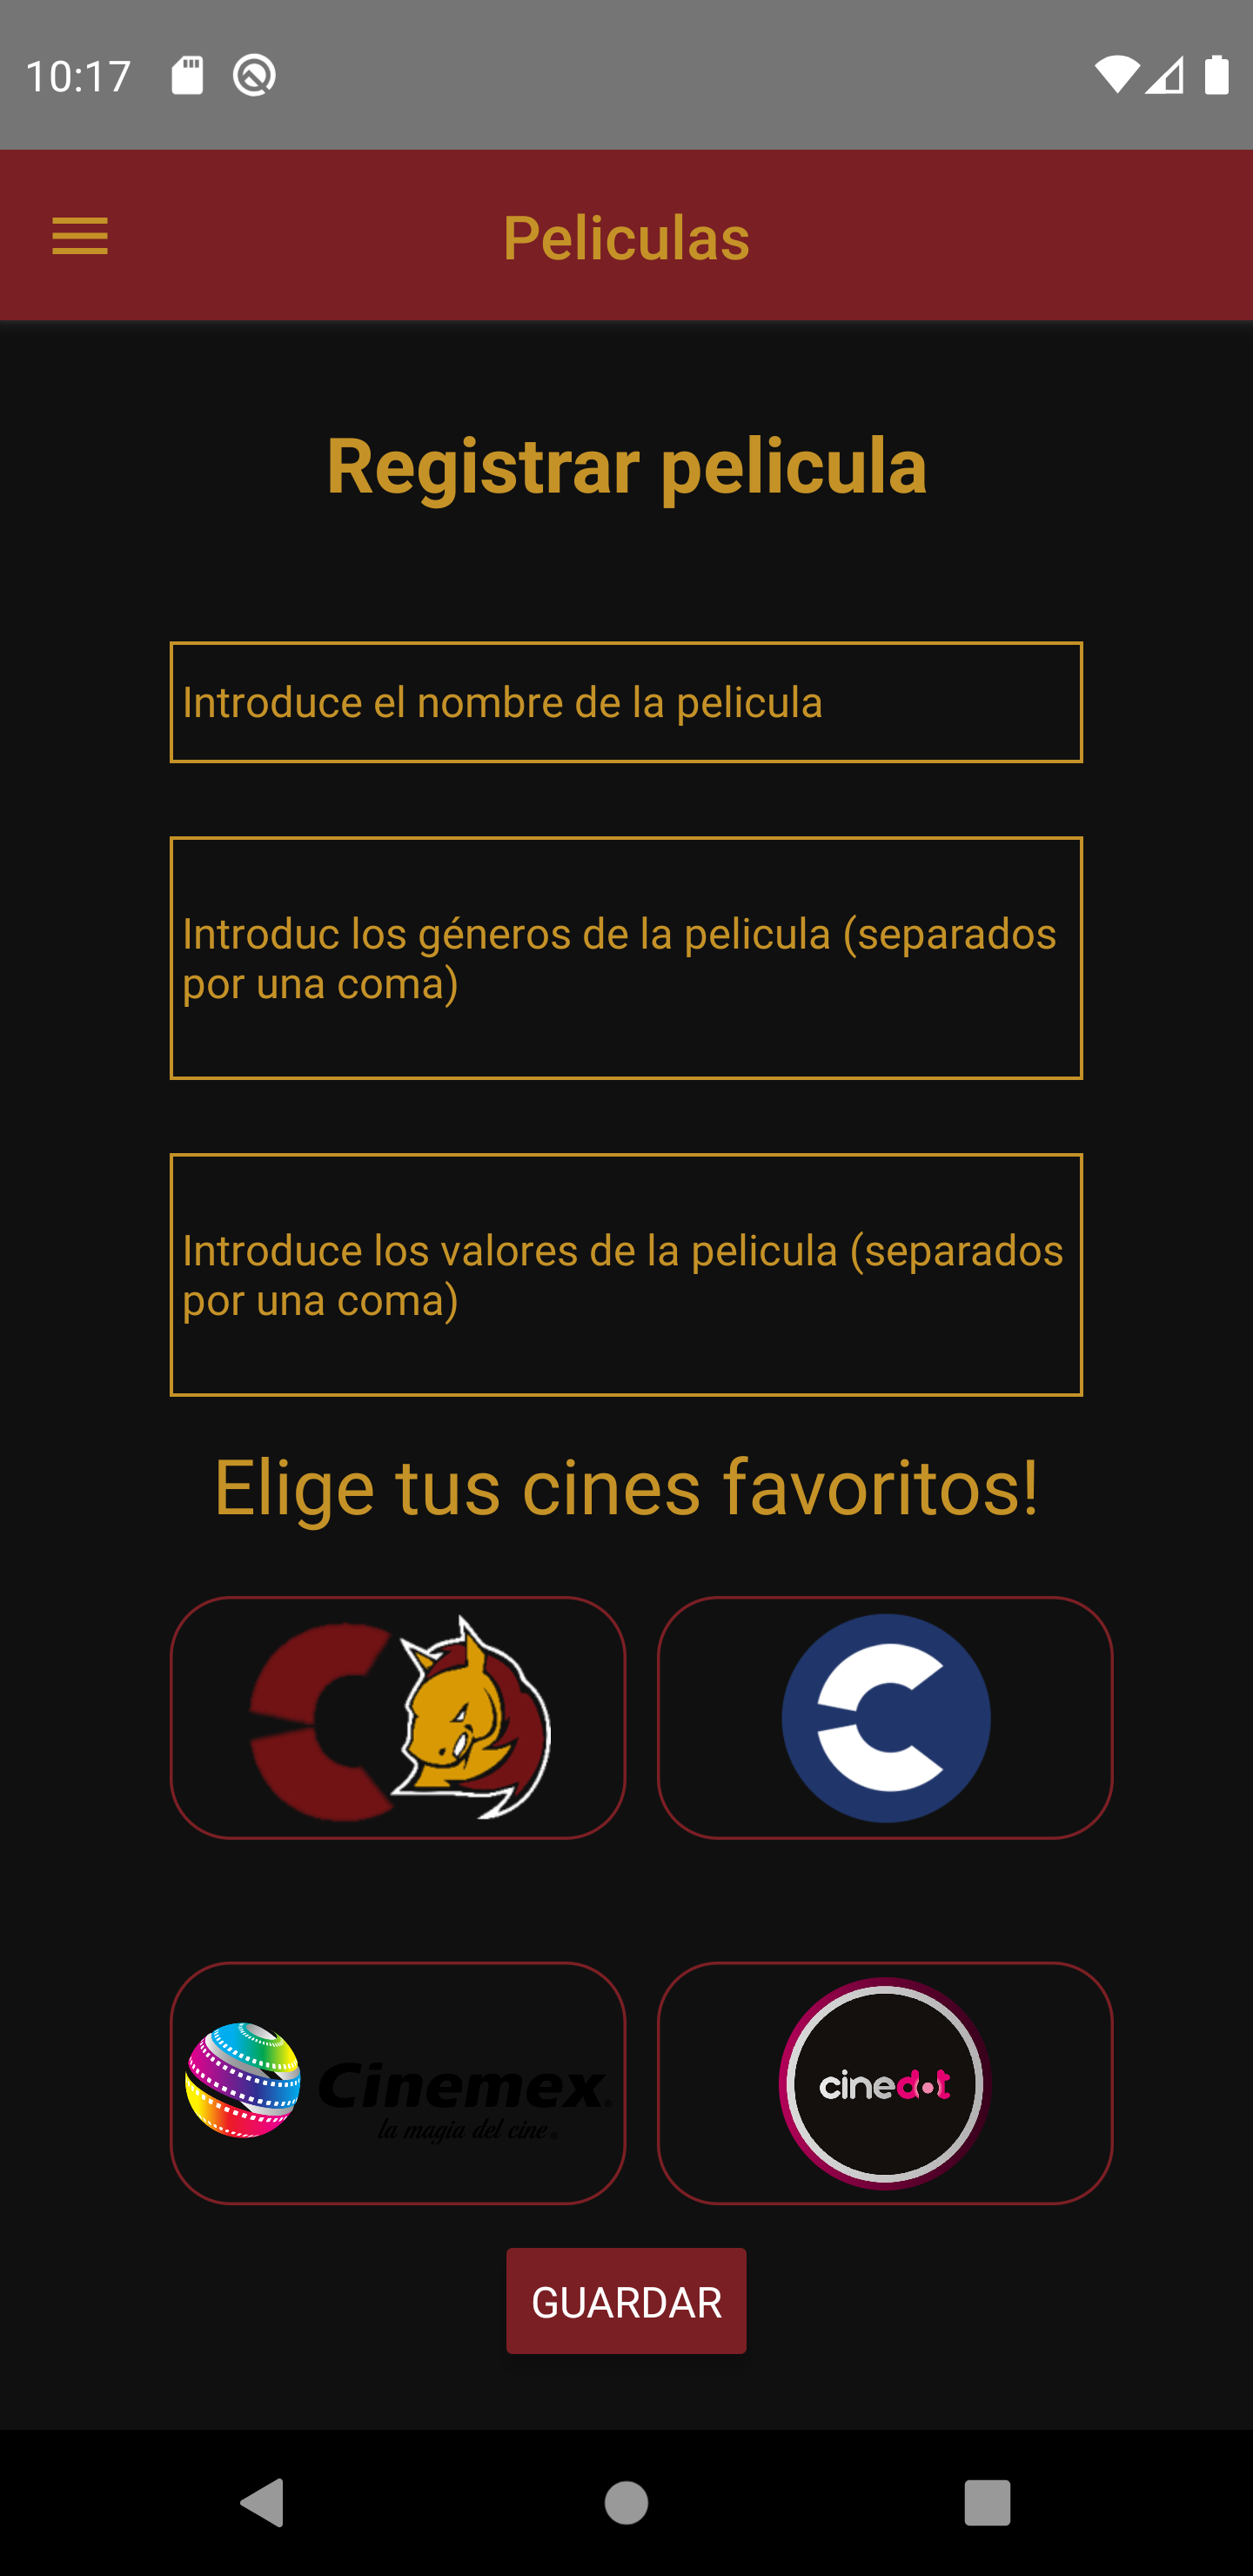 10:17
Peliculas
Registrar pelicula
Introduce el nombre de la pelicula
Introduc los géneros de la pelicula (separados
por una coma)
Introduce los valores de la pelicula (separados
por una coma)
Elige tus cines favoritos!
Cinemex®
la magia del cine®
cinedot
GUARDAR